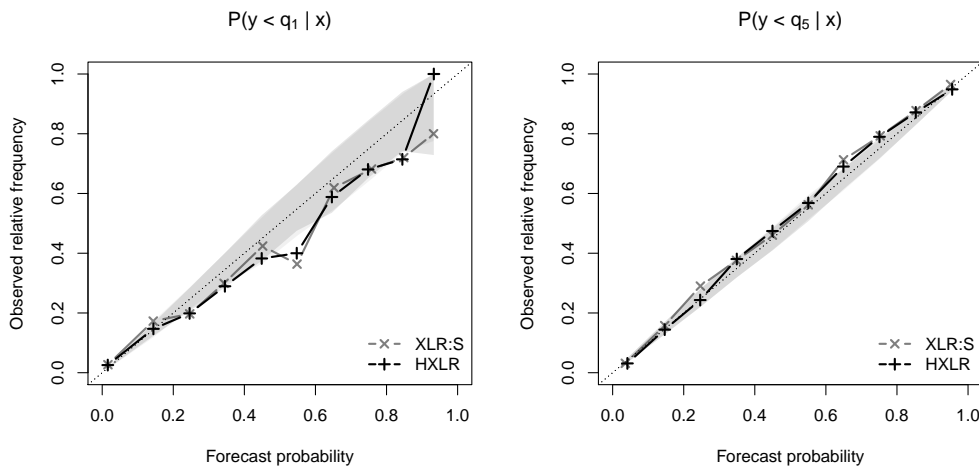 P(y < q₁ | x)
Observed relative frequency
1.0
0.8
0.6
0.4
0.2
0.0
XLR:S
HXLR
0.0 0.2 0.4 0.6 0.8 1.0
Forecast probability
P(y < q₅ | x)
Observed relative frequency
1.0
0.8
0.6
0.4
0.2
0.0
XLR:S
HXLR
0.0 0.2 0.4 0.6 0.8 1.0
Forecast probability